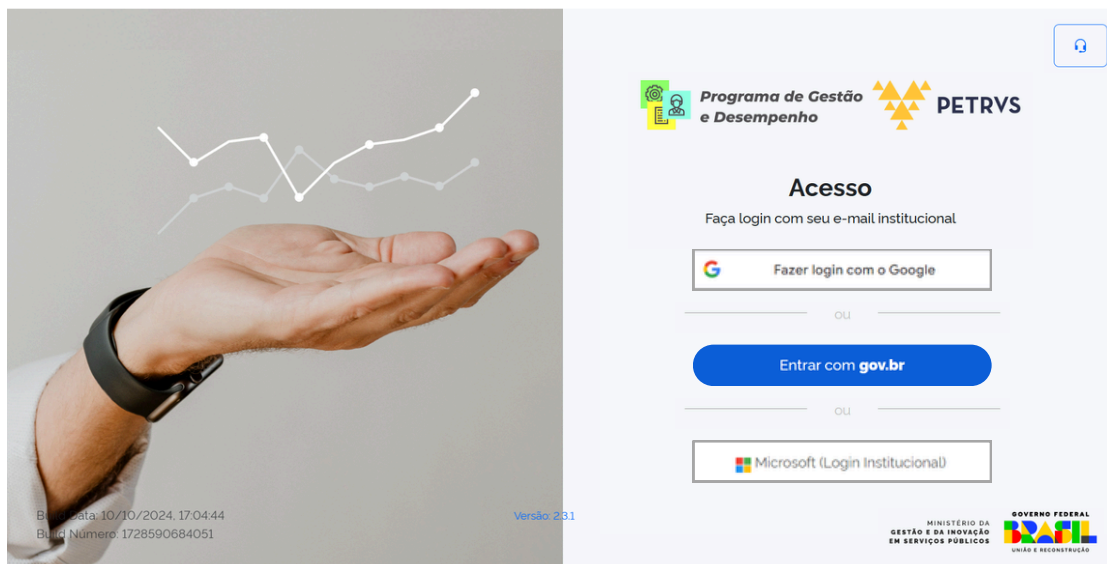 Programa de Gestão
e Desempenho
PETRVS
Acesso
Faça login com seu e-mail institucional
Fazer login com o Google
ou
Entrar com gov.br
ou
Microsoft (Login Institucional)
Build Data: 10/10/2024, 17:04:44
Build Número: 1728590684051
Versão: 2.3.1
MINISTÉRIO DA
GESTÃO E DA INOVAÇÃO
EM SERVIÇOS PÚBLICOS
GOVERNO FEDERAL
BRASIL
UNIÃO E RECONSTRUÇÃO